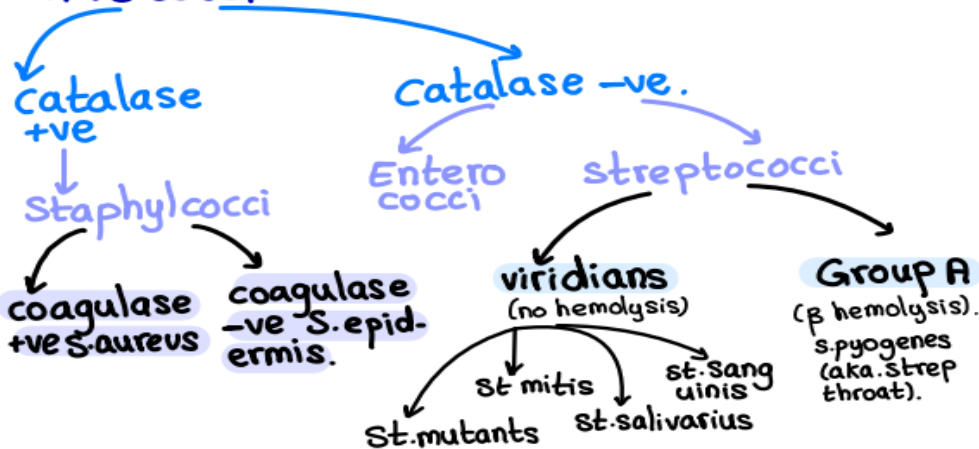 catalase
+ve
catalase -ve.
Staphylcocci
Entero
cocci
streptococci
coagulase
+ve S.aureus
coagulase
-ve S.epid-
ermis.
viridians
(no hemolysis)
Group A
(β hemolysis).
s.pyogenes
(aka.strep
throat).
St.mutants
St mitis
St.salivarius
st.sang
uinis